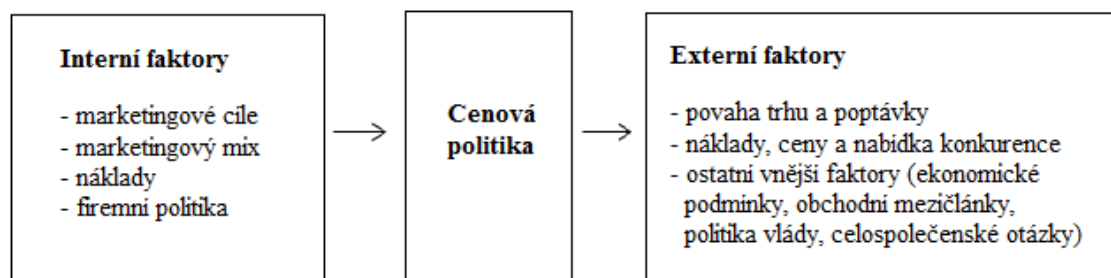 Interní faktory
- marketingové cíle
- marketingový mix
- náklady
- firemní politika
Cenová
politika
Externí faktory
- povaha trhu a poptávky
- náklady, ceny a nabídka konkurence
- ostatní vnější faktory (ekonomické
podmínky, obchodní mezičlánky,
politika vlády, celospolečenské otázky)